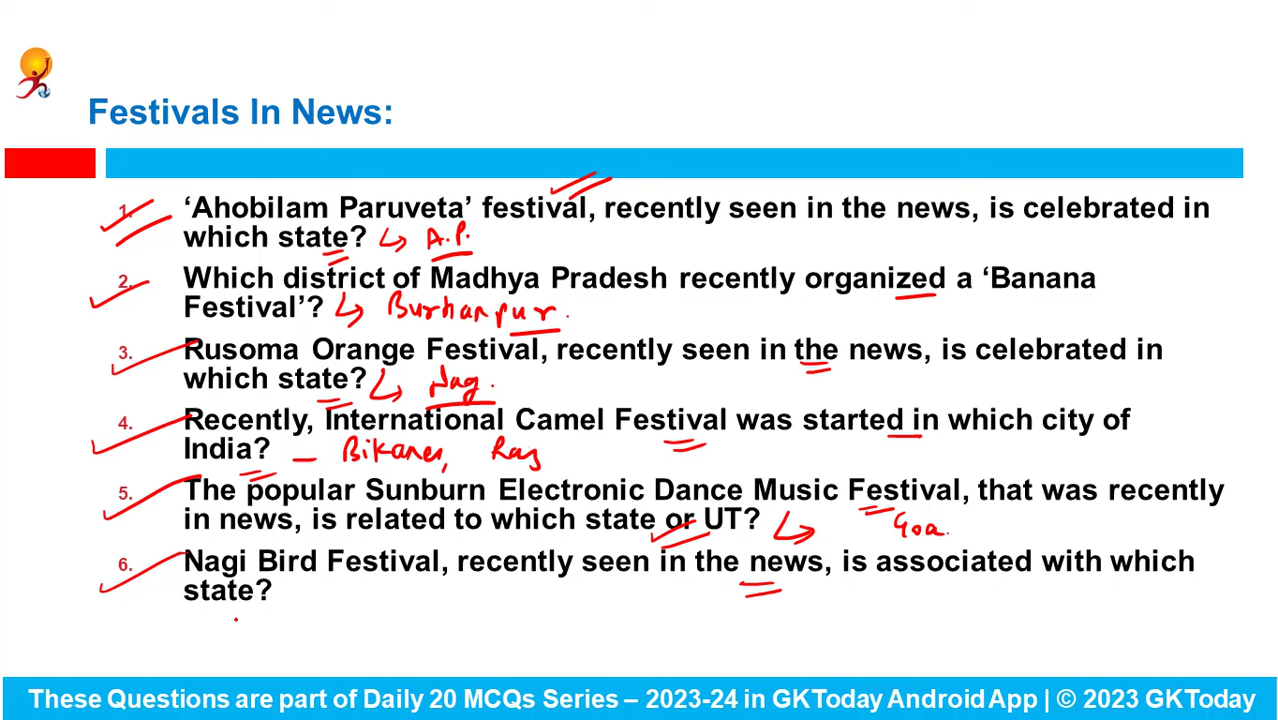 Festivals In News:
1. ‘Ahobilam Paruveta’ festival, recently seen in the news, is celebrated in
which state? A.P.
2. Which district of Madhya Pradesh recently organized a ‘Banana
Festival’? Burhanpur.
3. Rusoma Orange Festival, recently seen in the news, is celebrated in
which state? Nag.
4. Recently, International Camel Festival was started in which city of
India? – Bikaner, Raj
5. The popular Sunburn Electronic Dance Music Festival, that was recently
in news, is related to which state or UT? Goa.
6. Nagi Bird Festival, recently seen in the news, is associated with which
state?
These Questions are part of Daily 20 MCQs Series – 2023-24 in GKToday Android App | © 2023 GKToday